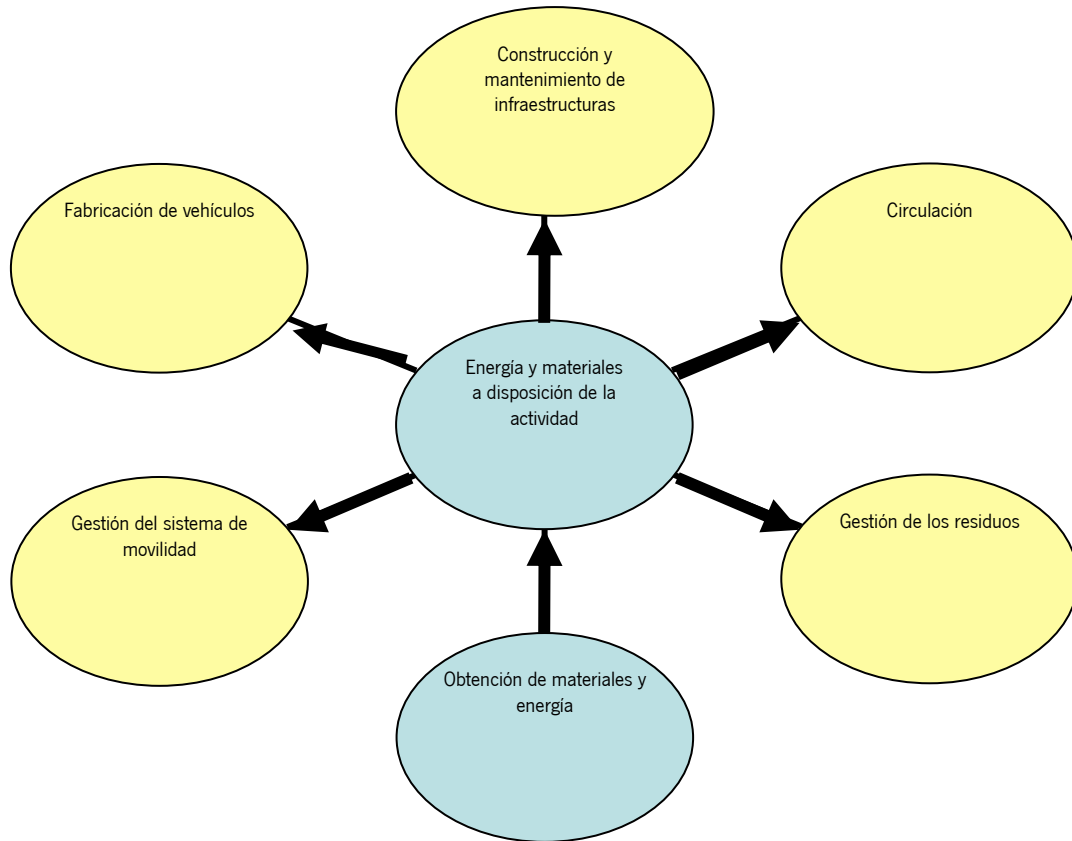 Construcción y
mantenimiento de
infraestructuras
Fabricación de vehículos
Circulación
Energía y materiales
a disposición de la
actividad
Gestión del sistema de
movilidad
Gestión de los residuos
Obtención de materiales y
energía